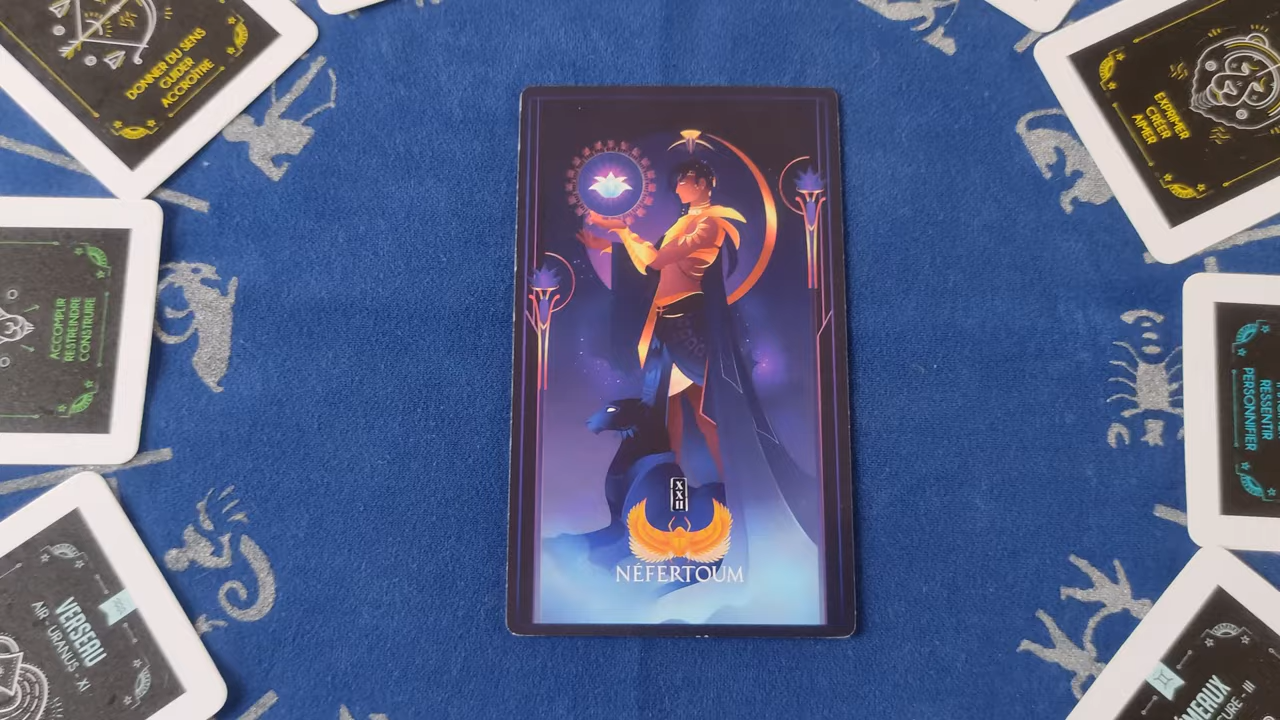 DONNER DU SENS
GUIDER
ACCROÎTRE
EXPRIMER
CRÉER
AIMER
ACCOMPLIR
RESTREINDRE
CONSTRUIRE
RESSENTIR
PERSONNIFIER
XXII
NÉFERTOUM
VERSEAU
AIR - URANUS - XI